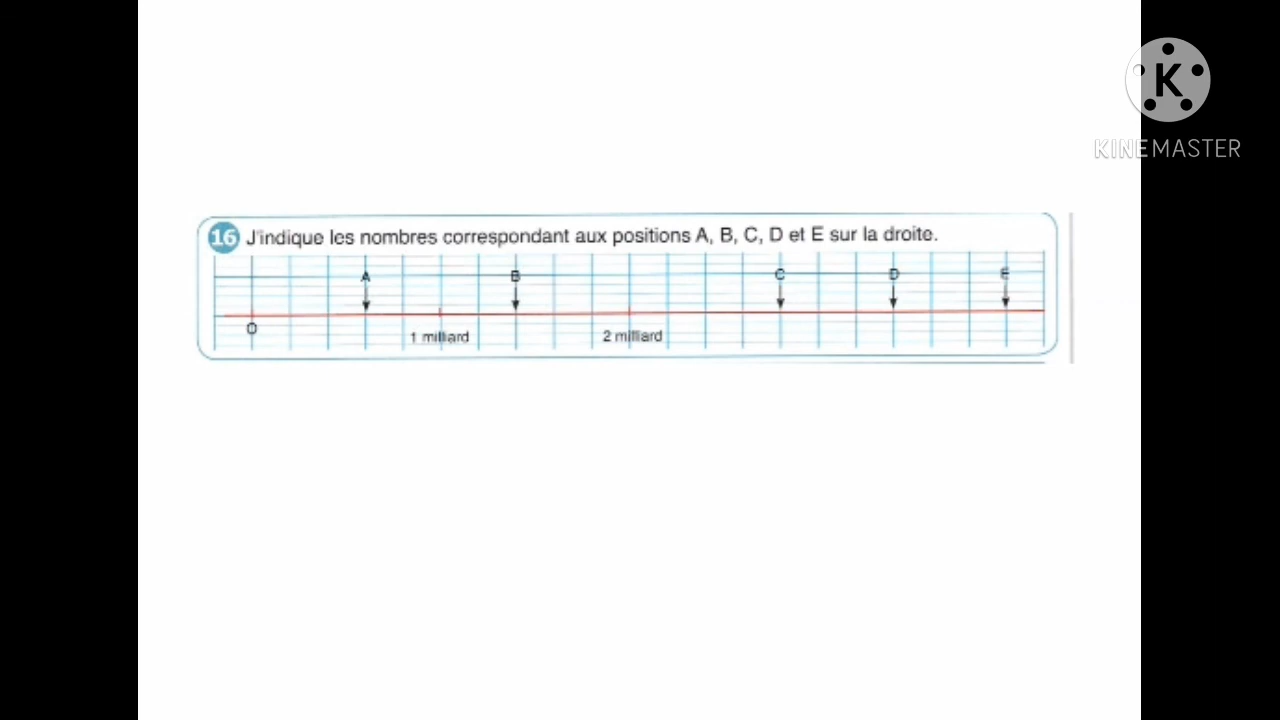 K
KINEMASTER
16 J'indique les nombres correspondant aux positions A, B, C, D et E sur la droite.
A B C D E
0
1 milliard 2 milliard